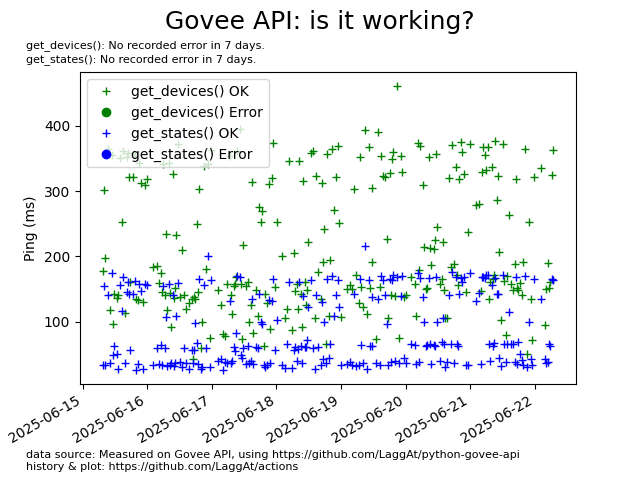 Govee API: is it working?
get_devices(): No recorded error in 7 days.
get_states(): No recorded error in 7 days.
get_devices() OK
get_devices() Error
get_states() OK
get_states() Error
Ping (ms)
400
300
200
100
2025-06-15
2025-06-16
2025-06-17
2025-06-18
2025-06-19
2025-06-20
2025-06-21
2025-06-22
data source: Measured on Govee API, using https://github.com/LaggAt/python-govee-api
history & plot: https://github.com/LaggAt/actions